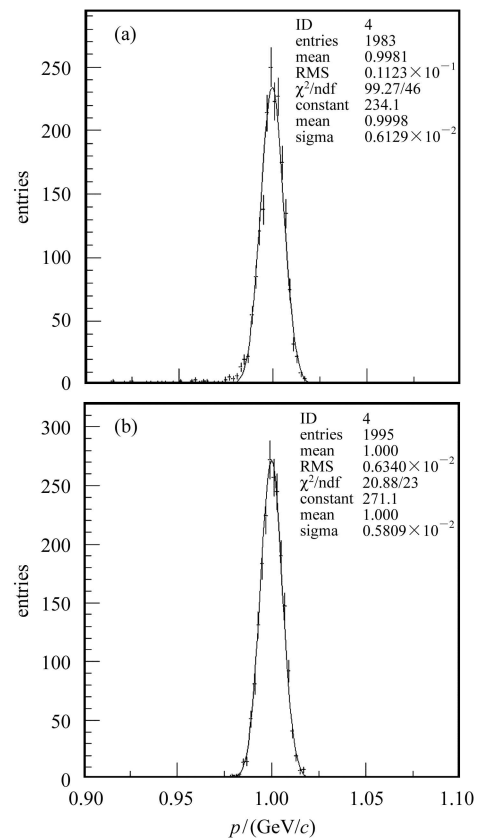 (a)
ID 4
entries 1983
mean 0.9981
RMS 0.1123×10⁻¹
χ²/ndf 99.27/46
constant 234.1
mean 0.9998
sigma 0.6129×10⁻²
250
200
150
100
50
0
entries
(b)
ID 4
entries 1995
mean 1.000
RMS 0.6340×10⁻²
χ²/ndf 20.88/23
constant 271.1
mean 1.000
sigma 0.5809×10⁻²
300
250
200
150
100
50
0
entries
0.90 0.95 1.00 1.05 1.10
p/(GeV/c)